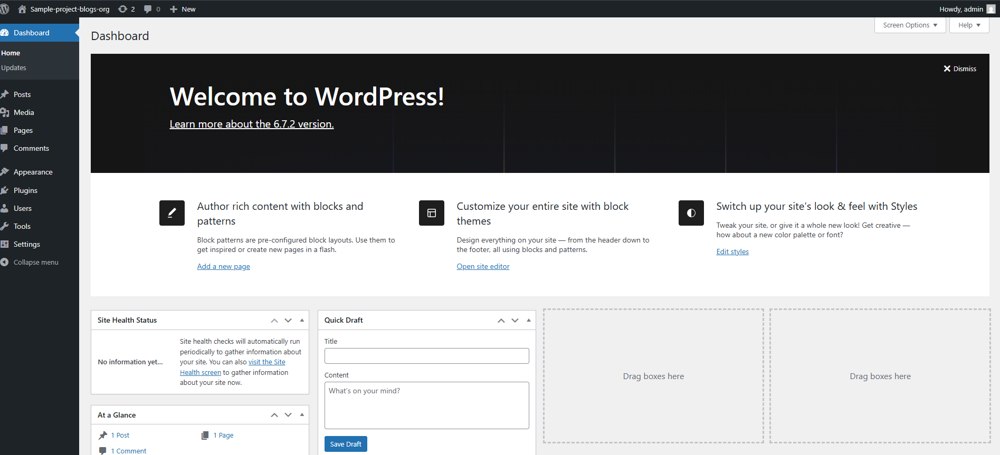 Sample-project-blogs-org 2 0 New
Howdy, admin
Dashboard
Home
Updates
Posts
Media
Pages
Comments
Appearance
Plugins
Users
Tools
Settings
Collapse menu
Screen Options
Help
Dashboard
Dismiss
Welcome to WordPress!
Learn more about the 6.7.2 version.
Author rich content with blocks and
patterns
Block patterns are pre-configured block layouts. Use them to
get inspired or create new pages in a flash.
Add a new page
Customize your entire site with block
themes
Design everything on your site — from the header down to
the footer, all using blocks and patterns.
Open site editor
Switch up your site’s look & feel with Styles
Tweak your site, or give it a whole new look! Get creative —
how about a new color palette or font?
Edit styles
Site Health Status
No information yet…
Site health checks will automatically run
periodically to gather information about
your site. You can also visit the Site
Health screen to gather information
about your site now.
At a Glance
1 Post
1 Page
1 Comment
Quick Draft
Title
Content
What’s on your mind?
Save Draft
Drag boxes here
Drag boxes here